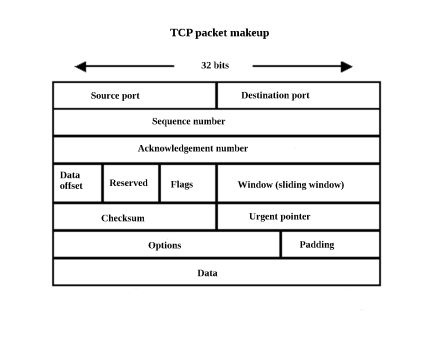 TCP packet makeup
32 bits
Source port
Destination port
Sequence number
Acknowledgement number
Data
offset
Reserved
Flags
Window (sliding window)
Checksum
Urgent pointer
Options
Padding
Data